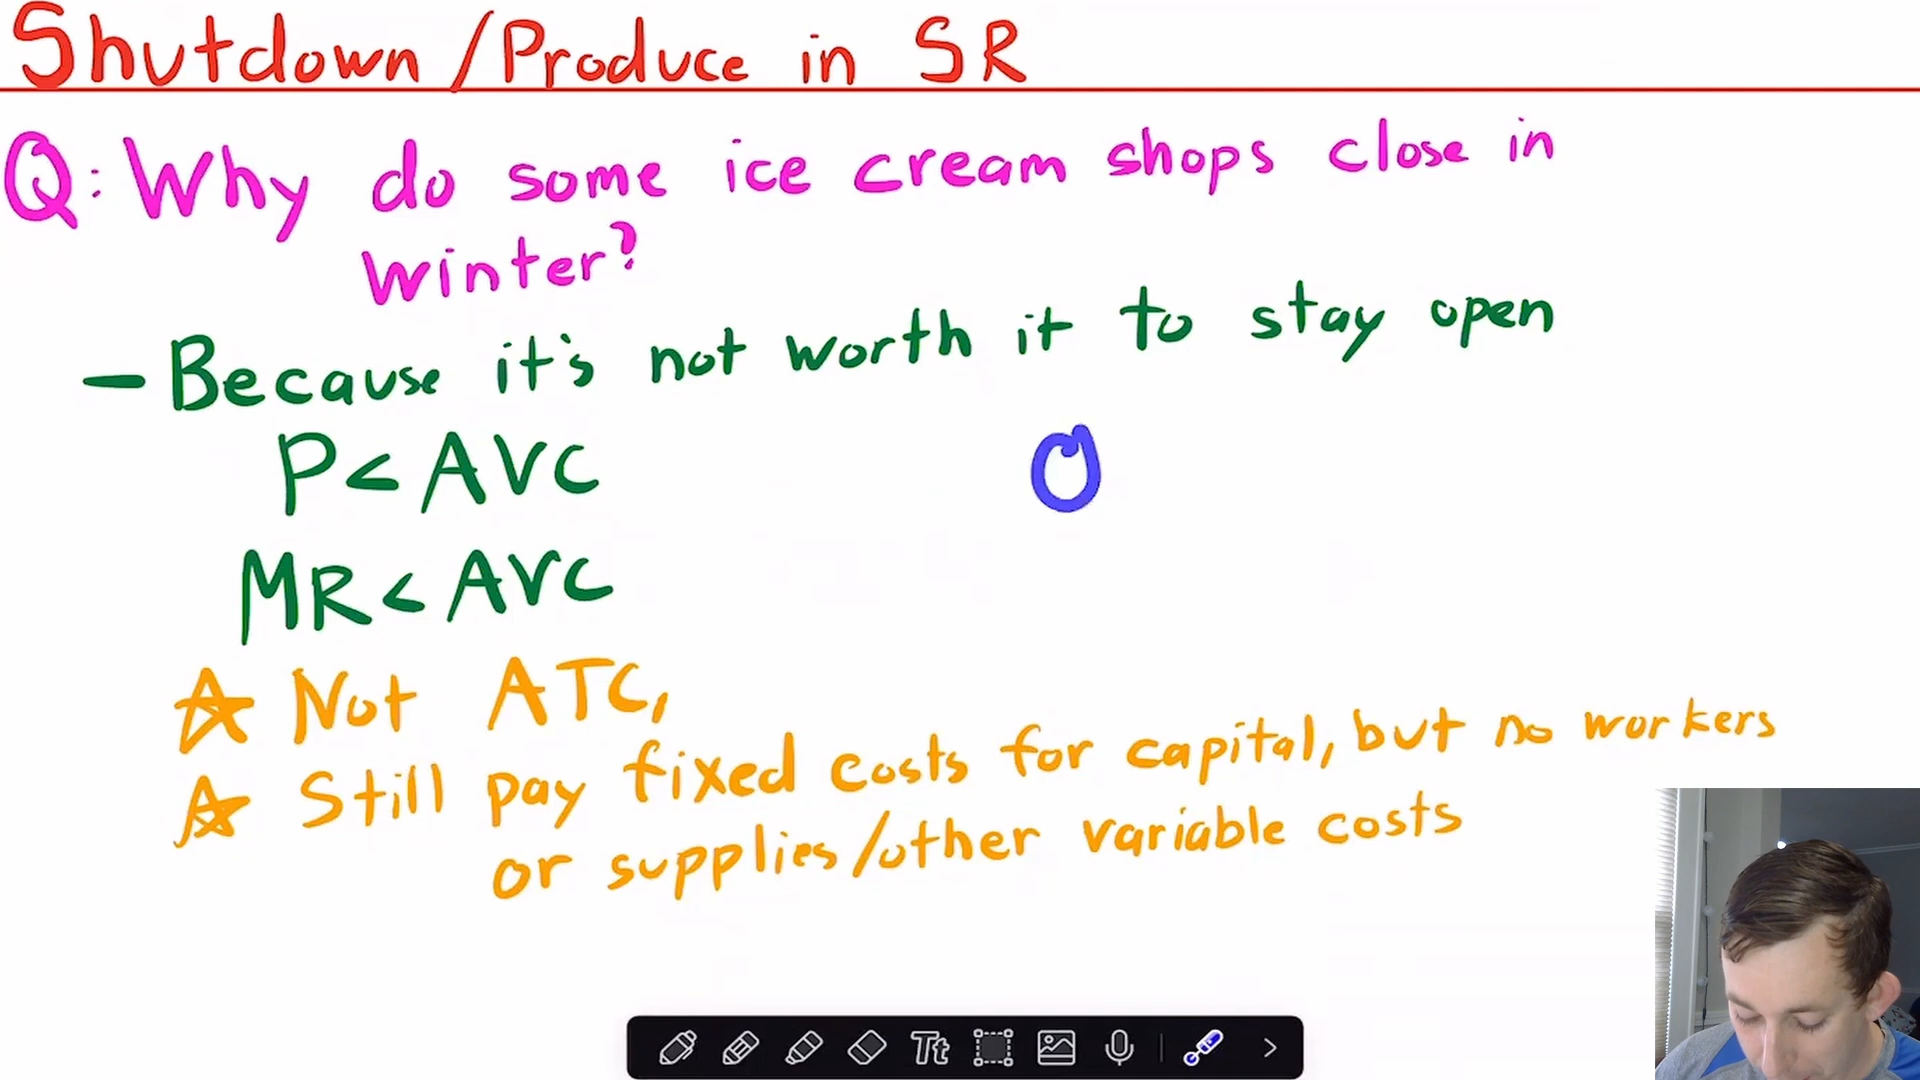 Shutdown/Produce in SR
Q: Why do some ice cream shops close in
winter?
- Because it's not worth it to stay open
P < AVC
O
MR < AVC
☆ Not ATC,
☆ Still pay fixed costs for capital, but no workers
or supplies/other variable costs
Tt